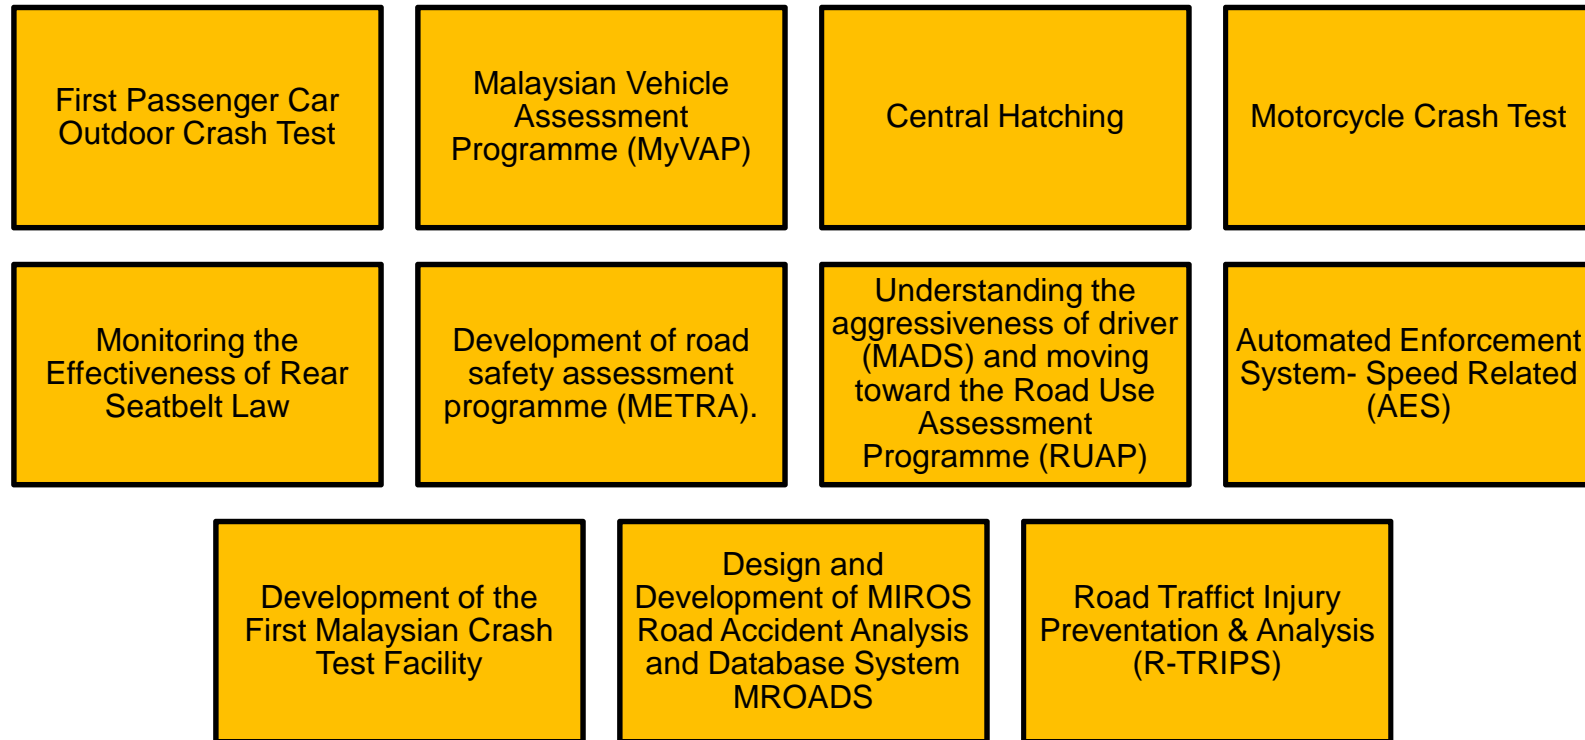 First Passenger Car
Outdoor Crash Test
Malaysian Vehicle
Assessment
Programme (MyVAP)
Central Hatching
Motorcycle Crash Test
Monitoring the
Effectiveness of Rear
Seatbelt Law
Development of road
safety assessment
programme (METRA).
Understanding the
aggressiveness of driver
(MADS) and moving
toward the Road Use
Assessment
Programme (RUAP)
Automated Enforcement
System- Speed Related
(AES)
Development of the
First Malaysian Crash
Test Facility
Design and
Development of MIROS
Road Accident Analysis
and Database System
MROADS
Road Traffict Injury
Preventation & Analysis
(R-TRIPS)